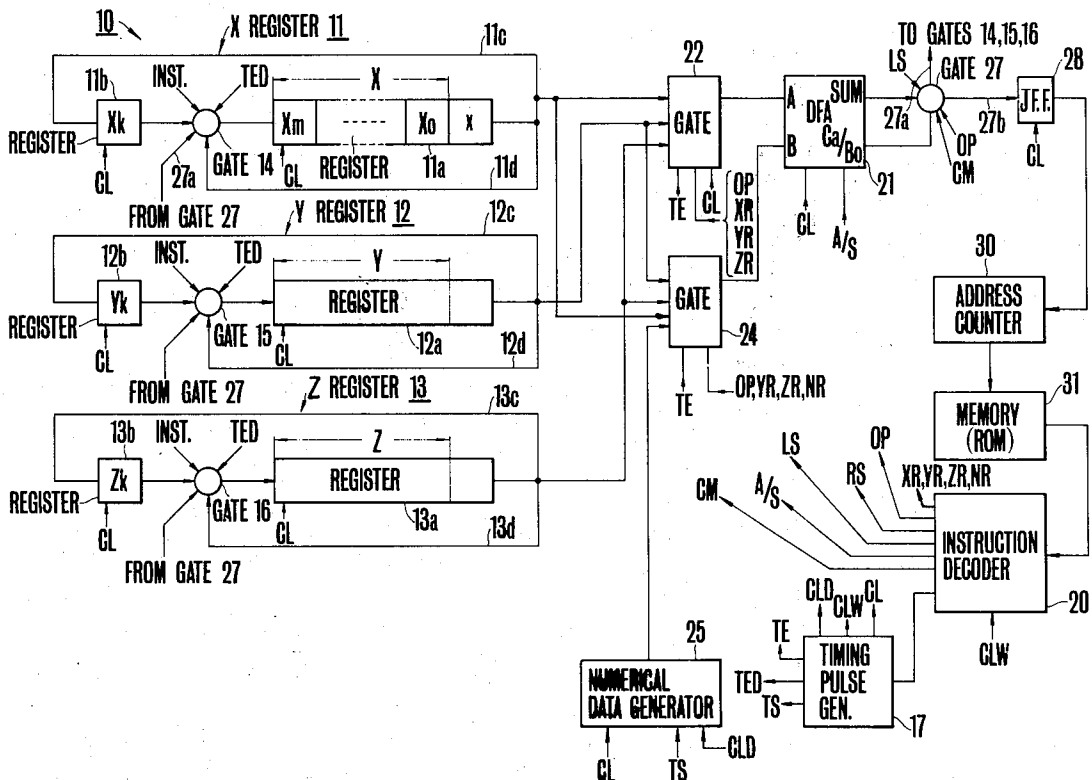 10
X REGISTER 11
11c
11b
INST.
TED
X
Xk
Xm
Xo
x
REGISTER
REGISTER
GATE 14
27a
CL
CL
11a
11d
FROM GATE 27
Y REGISTER 12
12c
12b
INST.
TED
Y
Yk
REGISTER
REGISTER
GATE 15
CL
CL
12a
12d
FROM GATE 27
Z REGISTER 13
13c
13b
INST.
TED
Z
Zk
REGISTER
REGISTER
GATE 16
CL
CL
13a
13d
FROM GATE 27
22
GATE
TE
CL
OP
XR
YR
ZR
GATE
24
TE
OP,YR,ZR,NR
A
B
DFA
SUM
Ca/Bo
21
CL
A/S
TO GATES 14,15,16
LS
GATE 27
27a
27b
OP
CM
28
J.F.F.
CL
30
ADDRESS
COUNTER
31
MEMORY
(ROM)
OP
XR,YR,ZR,NR
LS
RS
A/S
CM
INSTRUCTION
DECODER
20
CLW
CLD
CLW
CL
TE
TED
TS
TIMING
PULSE
GEN.
17
25
NUMERICAL
DATA GENERATOR
CL
TS
CLD